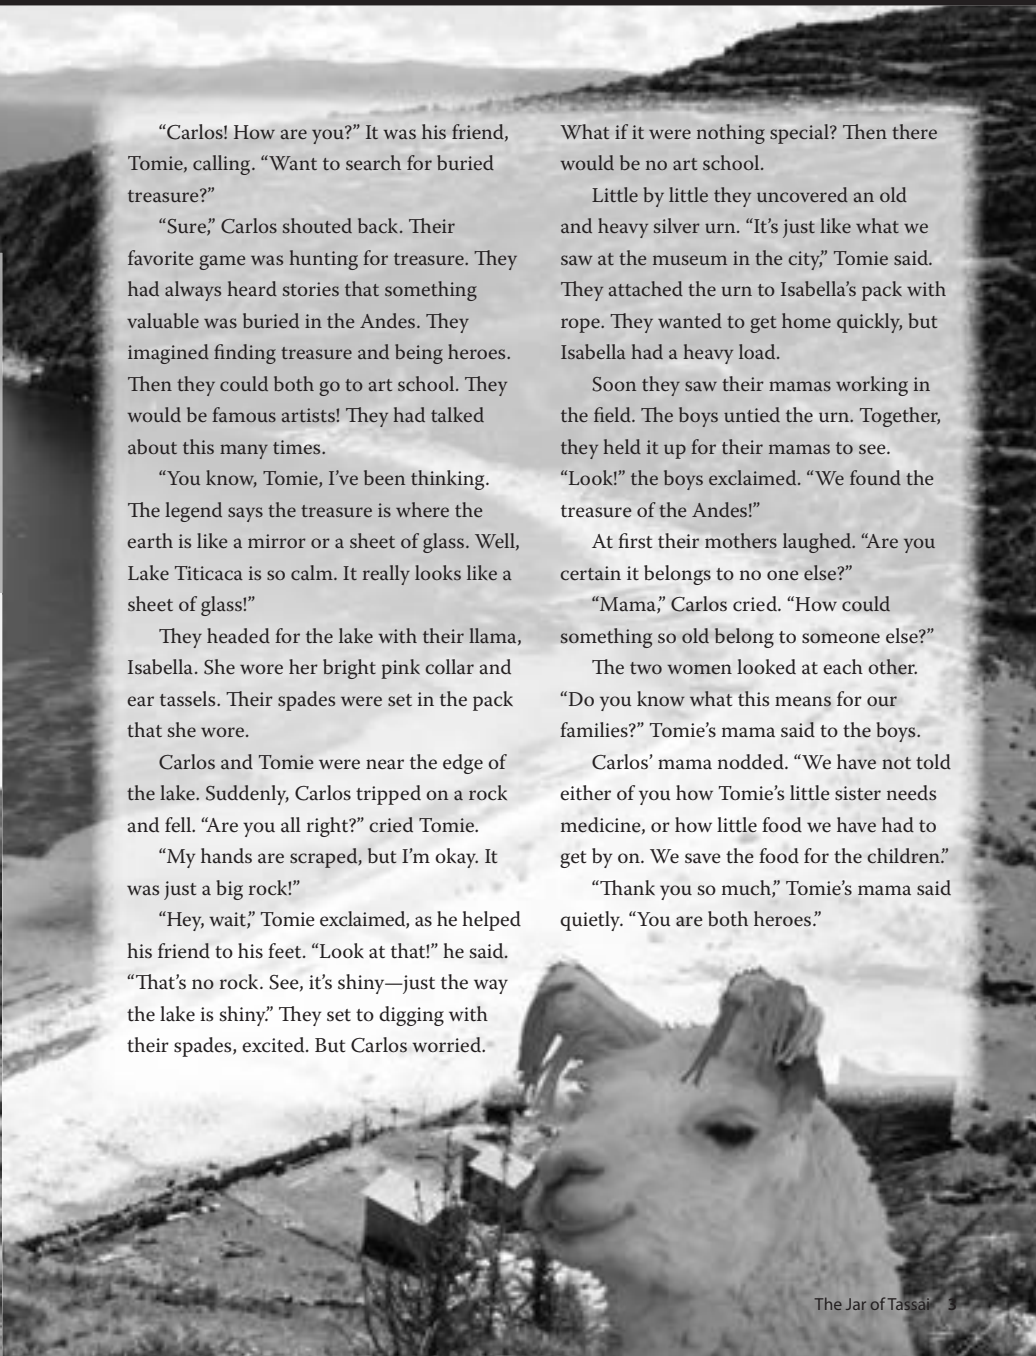 “Carlos! How are you?” It was his friend,
Tomie, calling. “Want to search for buried
treasure?”
“Sure,” Carlos shouted back. Their
favorite game was hunting for treasure. They
had always heard stories that something
valuable was buried in the Andes. They
imagined finding treasure and being heroes.
Then they could both go to art school. They
would be famous artists! They had talked
about this many times.
“You know, Tomie, I’ve been thinking.
The legend says the treasure is where the
earth is like a mirror or a sheet of glass. Well,
Lake Titicaca is so calm. It really looks like a
sheet of glass!”
They headed for the lake with their llama,
Isabella. She wore her bright pink collar and
ear tassels. Their spades were set in the pack
that she wore.
Carlos and Tomie were near the edge of
the lake. Suddenly, Carlos tripped on a rock
and fell. “Are you all right?” cried Tomie.
“My hands are scraped, but I’m okay. It
was just a big rock!”
“Hey, wait,” Tomie exclaimed, as he helped
his friend to his feet. “Look at that!” he said.
“That’s no rock. See, it’s shiny—just the way
the lake is shiny.” They set to digging with
their spades, excited. But Carlos worried.
What if it were nothing special? Then there
would be no art school.
Little by little they uncovered an old
and heavy silver urn. “It’s just like what we
saw at the museum in the city,” Tomie said.
They attached the urn to Isabella’s pack with
rope. They wanted to get home quickly, but
Isabella had a heavy load.
Soon they saw their mamas working in
the field. The boys untied the urn. Together,
they held it up for their mamas to see.
“Look!” the boys exclaimed. “We found the
treasure of the Andes!”
At first their mothers laughed. “Are you
certain it belongs to no one else?”
“Mama,” Carlos cried. “How could
something so old belong to someone else?”
The two women looked at each other.
“Do you know what this means for our
families?” Tomie’s mama said to the boys.
Carlos’ mama nodded. “We have not told
either of you how Tomie’s little sister needs
medicine, or how little food we have had to
get by on. We save the food for the children.”
“Thank you so much,” Tomie’s mama said
quietly. “You are both heroes.”
The Jar of Tassai 3